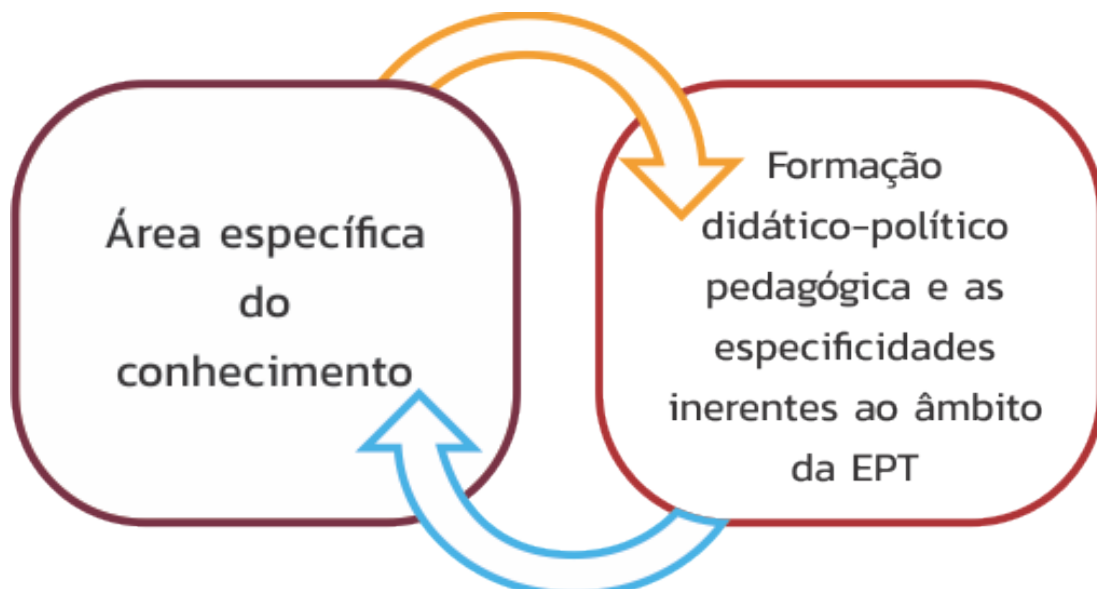 Área específica
do
conhecimento
Formação
didático-político
pedagógica e as
especificidades
inerentes ao âmbito
da EPT